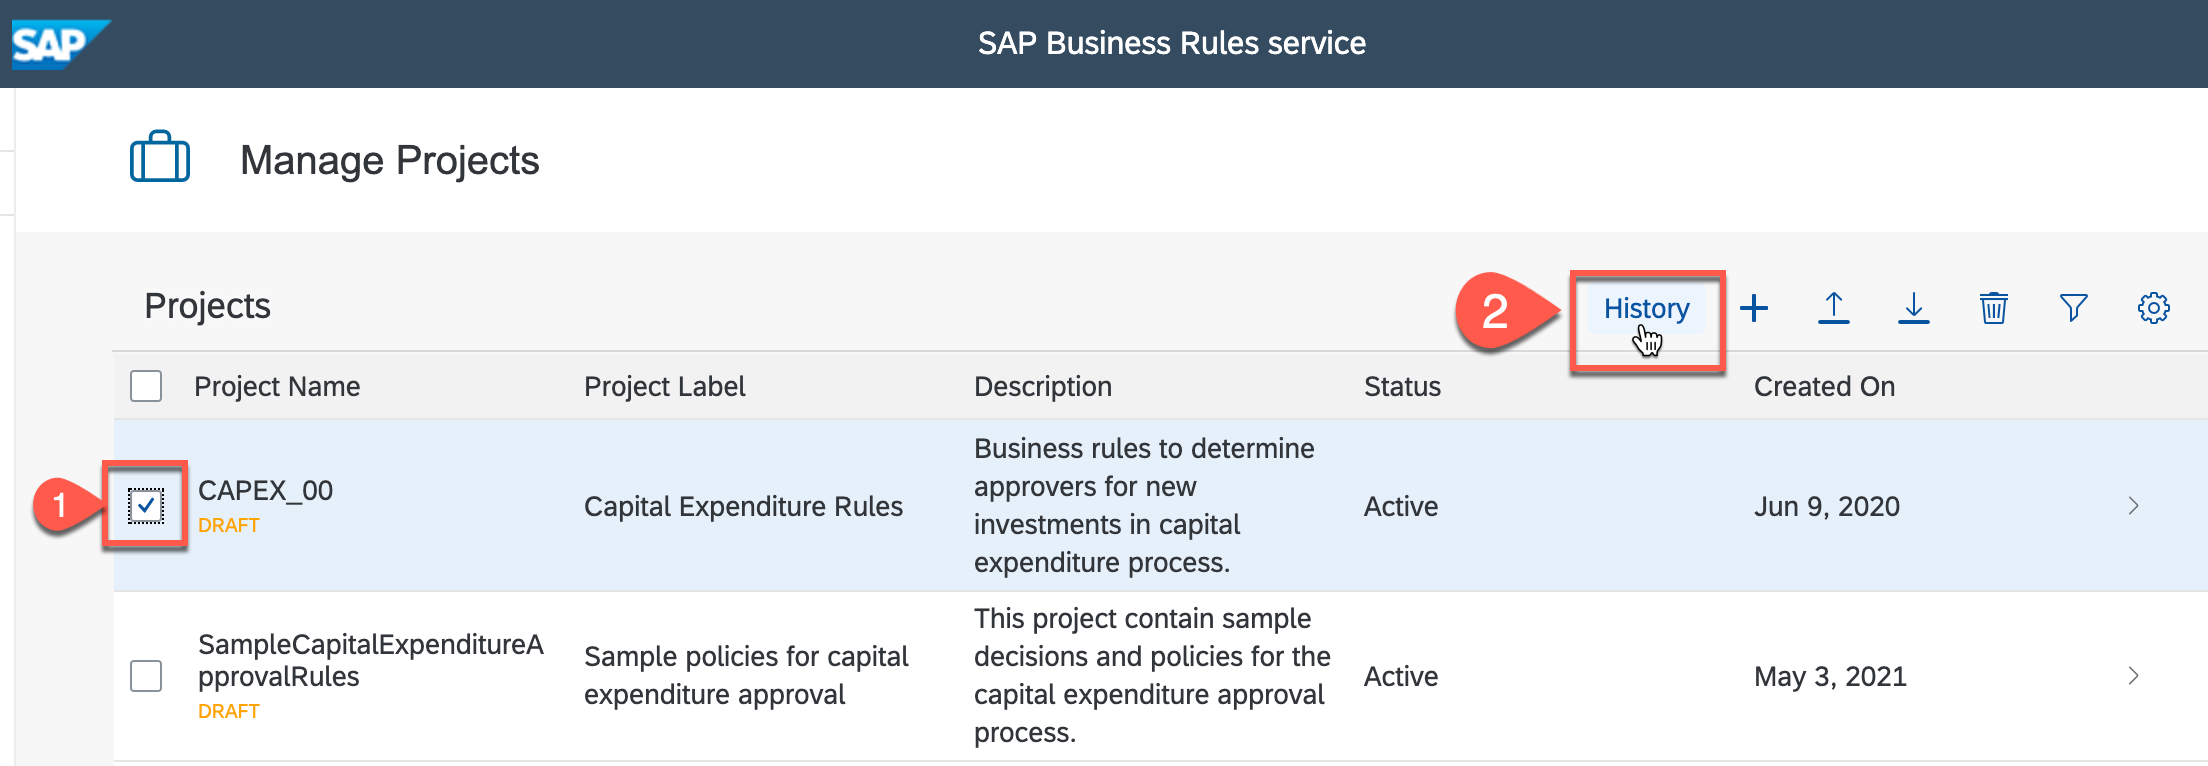 SAP
SAP Business Rules service
Manage Projects
Projects
2
History
Project Name
Project Label
Description
Status
Created On
1
CAPEX_00
DRAFT
Capital Expenditure Rules
Business rules to determine
approvers for new
investments in capital
expenditure process.
Active
Jun 9, 2020
SampleCapitalExpenditureA
pprovalRules
DRAFT
Sample policies for capital
expenditure approval
This project contain sample
decisions and policies for the
capital expenditure approval
process.
Active
May 3, 2021